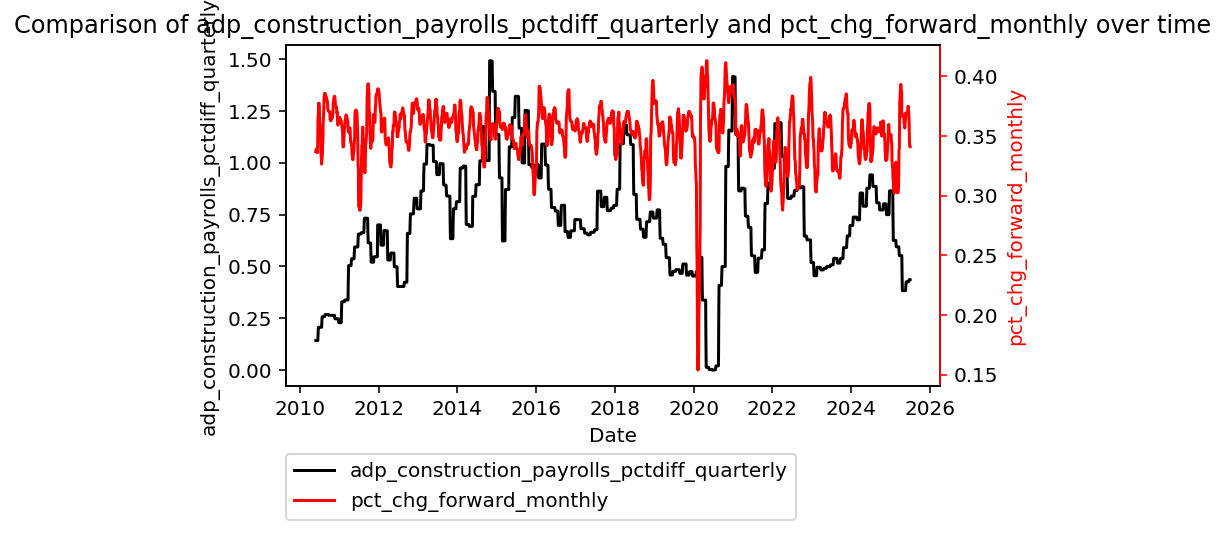 Comparison of adp_construction_payrolls_pctdiff_quarterly and pct_chg_forward_monthly over time
adp_construction_payrolls_pctdiff_quarterly
1.50
1.25
1.00
0.75
0.50
0.25
0.00
0.40
0.35
0.30
0.25
0.20
0.15
pct_chg_forward_monthly
2010 2012 2014 2016 2018 2020 2022 2024 2026
Date
adp_construction_payrolls_pctdiff_quarterly
pct_chg_forward_monthly